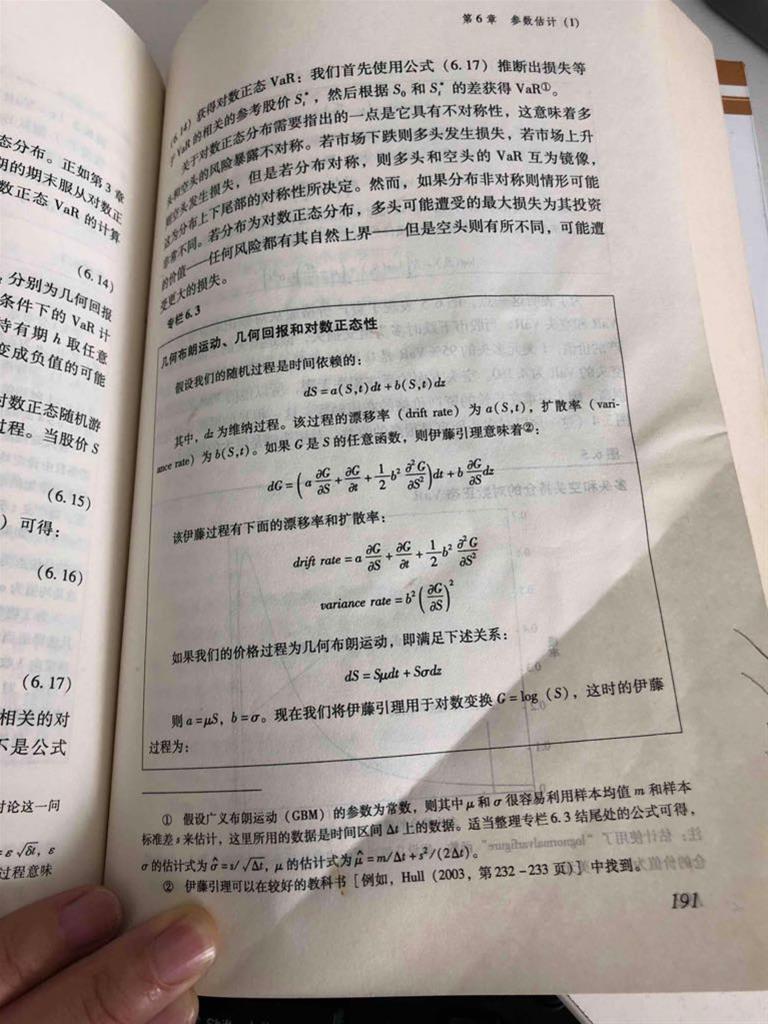 第6章 参数估计(1)
(6.14)获得对数正态 VaR:我们首先使用公式(6.17)推断出损失等
于 VaR 的相关的参考股价 S_t^*,然后根据 S_0 和 S_t^* 的差获得 VaR①。
关于对数正态分布需要指出的一点是它具有不对称性,这意味着多
头和空头的风险暴露不对称。若市场下跌则多头发生损失,若市场上升
则空头发生损失,但是若分布对称,则多头和空头的 VaR 互为镜像,
这为分布上下尾部的对称性所决定。然而,如果分布非对称则情形可能
非常不同。若分布为对数正态分布,多头可能遭受的最大损失为其投资
的价值——任何风险都有其自然上界——但是空头则有所不同,可能遭
受更大的损失。
专栏6.3
几何布朗运动、几何回报和对数正态性
假设我们的随机过程是时间依赖的:
dS = a(S,t)dt + b(S,t)dz
其中,dz 为维纳过程。该过程的漂移率(drift rate)为 a(S,t),扩散率(vari-
ance rate)为 b(S,t)。如果 G 是 S 的任意函数,则伊藤引理意味着②:
dG = (a ∂G/∂S + ∂G/∂t + 1/2 b² ∂²G/∂S²)dt + b ∂G/∂S dz
该伊藤过程有下面的漂移率和扩散率:
drift rate = a ∂G/∂S + ∂G/∂t + 1/2 b² ∂²G/∂S²
variance rate = b² (∂G/∂S)²
如果我们的价格过程为几何布朗运动,即满足下述关系:
dS = Sμdt + Sσdz
则 a = μS,b = σ。现在我们将伊藤引理用于对数变换 G = log(S),这时的伊藤
过程为:
① 假设广义布朗运动(GBM)的参数为常数,则其中 μ 和 σ 很容易利用样本均值 m 和样本
标准差 s 来估计,这里所用的数据是时间区间 Δt 上的数据。适当整理专栏6.3结尾处的公式可得,
σ 的估计式为 σ̂ = s/√Δt,μ 的估计式为 μ̂ = m/Δt + s²/(2Δt)。
② 伊藤引理可以在较好的教科书[例如,Hull(2003,第232-233页)]中找到。
191
态分布。正如第3章
期的期末服从对数正
数正态 VaR 的计算
(6.14)
分别为几何回报
条件下的 VaR 计
持有期 h 取任意
变成负值的可能
对数正态随机游
过程。当股价 S
(6.15)
)可得:
(6.16)
(6.17)
相关的对
不是公式
讨论这一问
= ε√δt,ε
过程意味